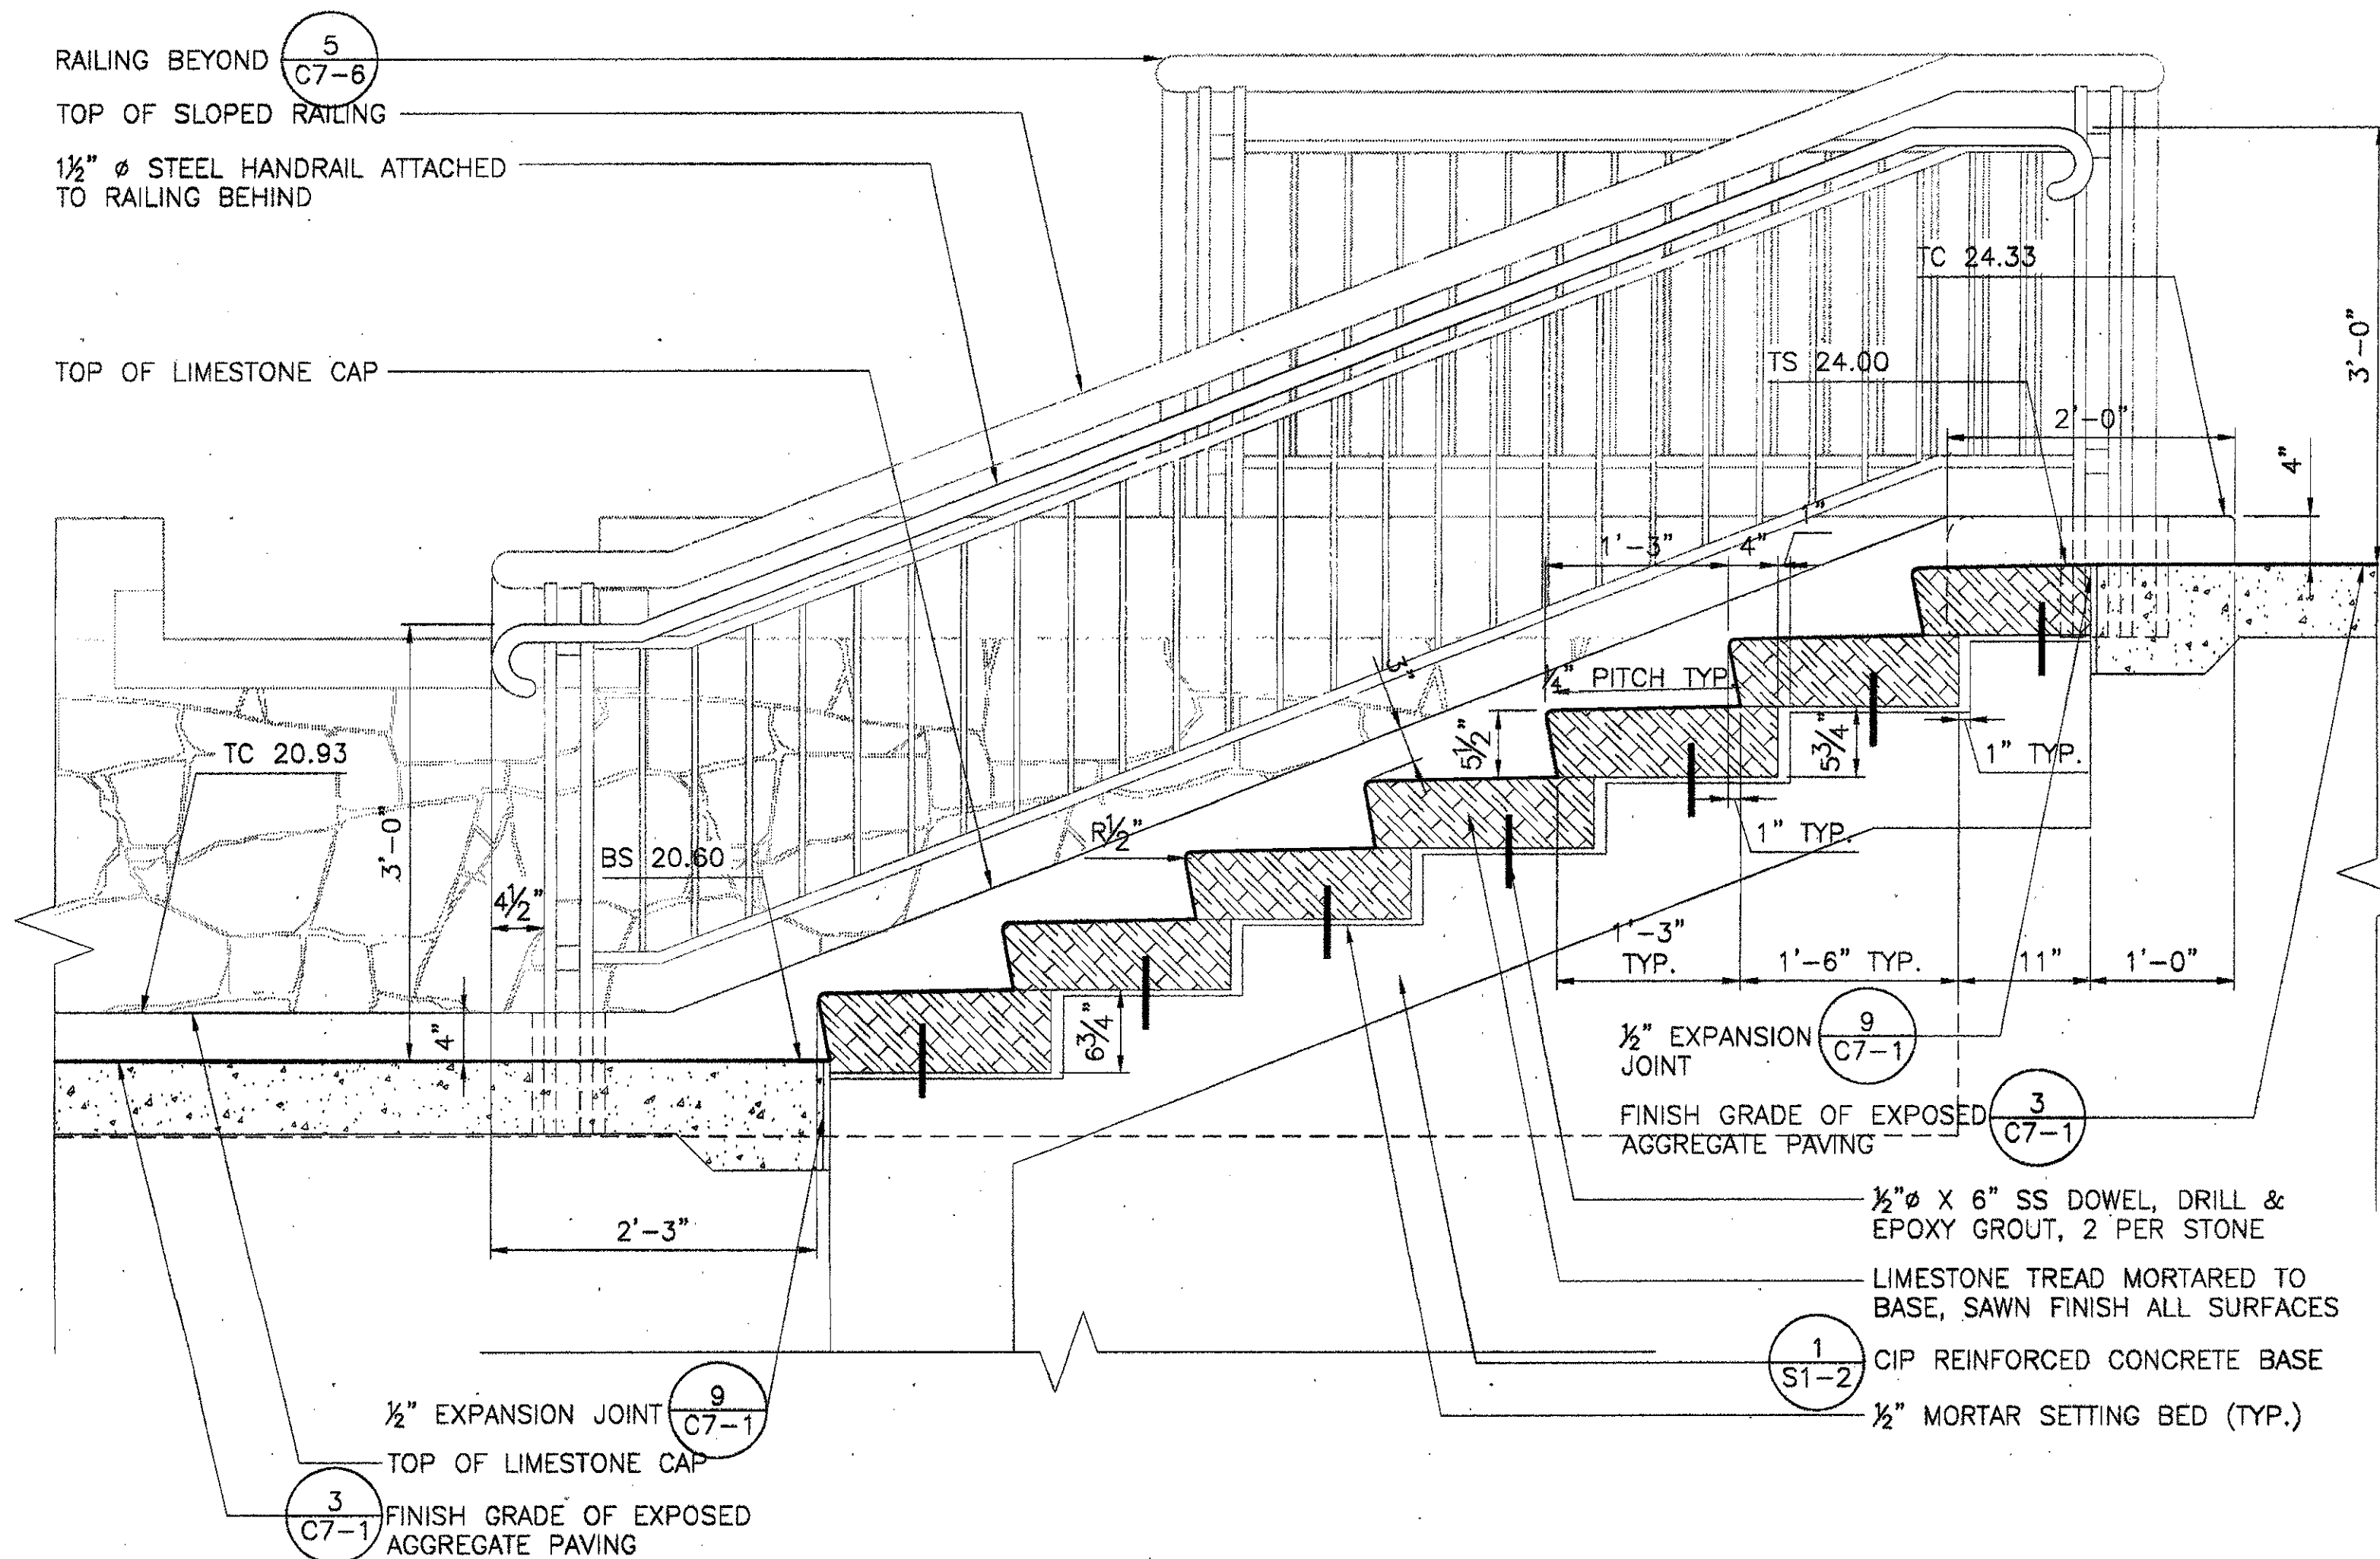 RAILING BEYOND
5
C7-6
TOP OF SLOPED RAILING
1½" ø STEEL HANDRAIL ATTACHED
TO RAILING BEHIND
TOP OF LIMESTONE CAP
TC 24.33
3'-0"
TS 24.00
2'-0"
4"
1'-3"
4"
1"
3"
¼" PITCH TYP.
5½"
5¾"
1" TYP.
1" TYP.
TC 20.93
3'-0"
BS 20.60
R½"
4½"
4"
6¾"
1'-3"
TYP.
1'-6" TYP.
11"
1'-0"
½" EXPANSION
JOINT
9
C7-1
FINISH GRADE OF EXPOSED
AGGREGATE PAVING
3
C7-1
2'-3"
½"ø X 6" SS DOWEL, DRILL &
EPOXY GROUT, 2 PER STONE
LIMESTONE TREAD MORTARED TO
BASE, SAWN FINISH ALL SURFACES
1
S1-2
CIP REINFORCED CONCRETE BASE
½" MORTAR SETTING BED (TYP.)
½" EXPANSION JOINT
9
C7-1
TOP OF LIMESTONE CAP
3
C7-1
FINISH GRADE OF EXPOSED
AGGREGATE PAVING